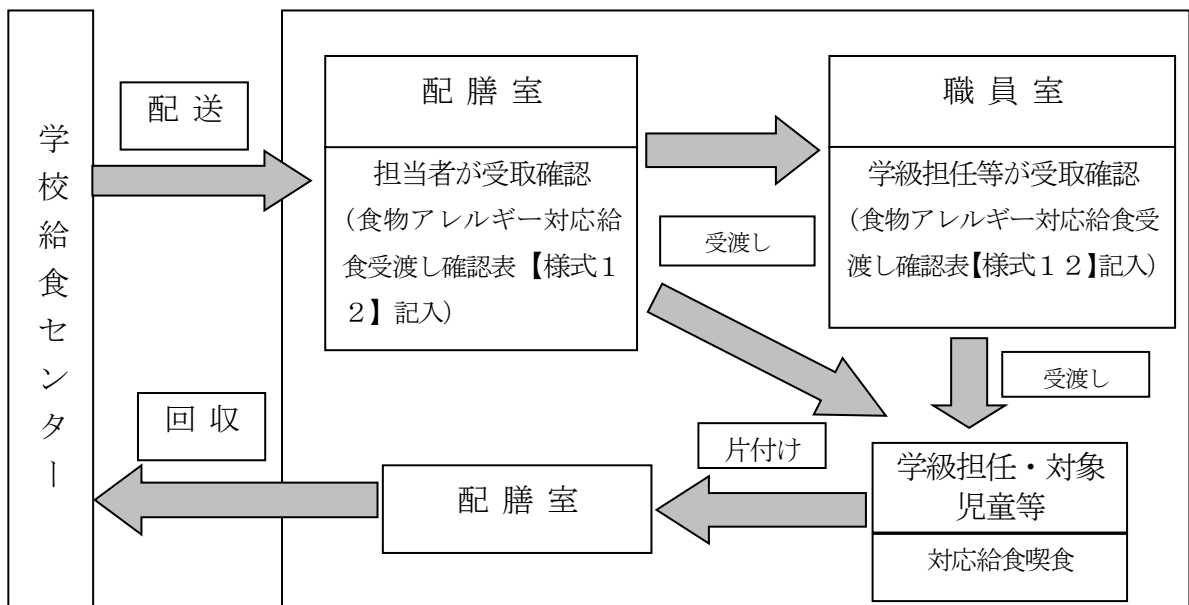 学校給食センター
配 送
配 膳 室
担当者が受取確認
（食物アレルギー対応給
食受渡し確認表【様式１
２】記入）
受渡し
職 員 室
学級担任等が受取確認
（食物アレルギー対応給食受
渡し確認表【様式１２】記入）
受渡し
学級担任・対象
児童等
対応給食喫食
片付け
配 膳 室
回 収